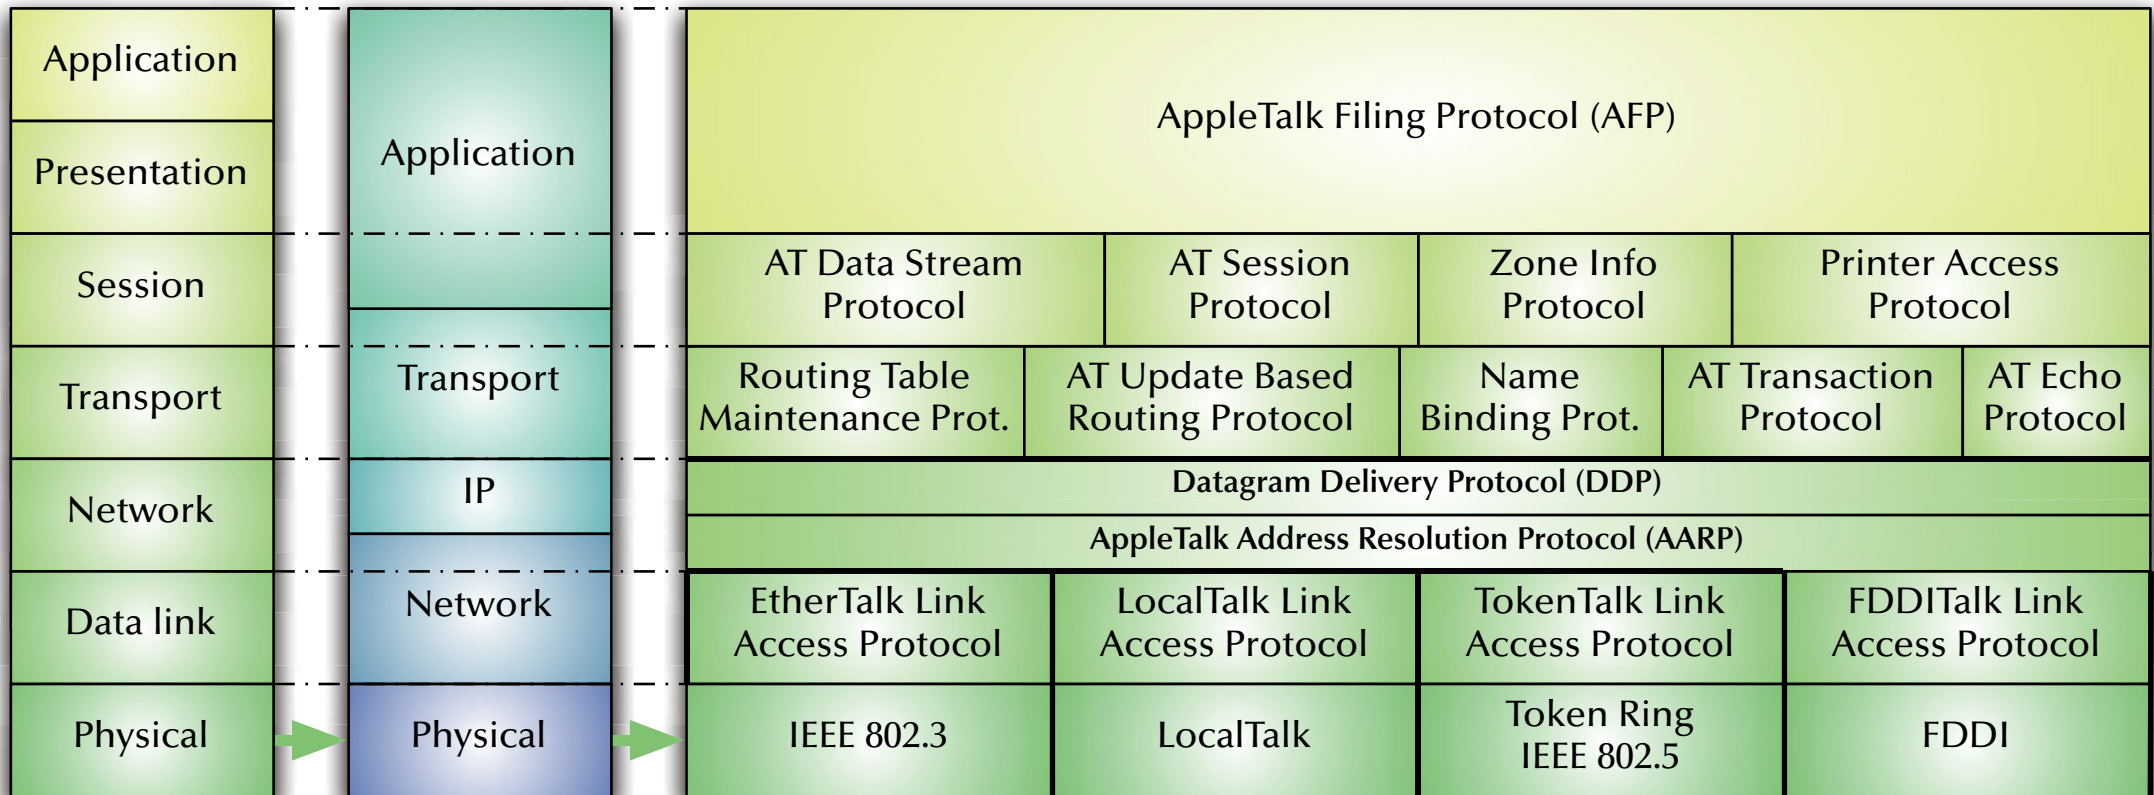 Application
Presentation
Session
Transport
Network
Data link
Physical
Application
Transport
IP
Network
Physical
AppleTalk Filing Protocol (AFP)
AT Data Stream
Protocol
AT Session
Protocol
Zone Info
Protocol
Printer Access
Protocol
Routing Table
Maintenance Prot.
AT Update Based
Routing Protocol
Name
Binding Prot.
AT Transaction
Protocol
AT Echo
Protocol
Datagram Delivery Protocol (DDP)
AppleTalk Address Resolution Protocol (AARP)
EtherTalk Link
Access Protocol
LocalTalk Link
Access Protocol
TokenTalk Link
Access Protocol
FDDITalk Link
Access Protocol
IEEE 802.3
LocalTalk
Token Ring
IEEE 802.5
FDDI